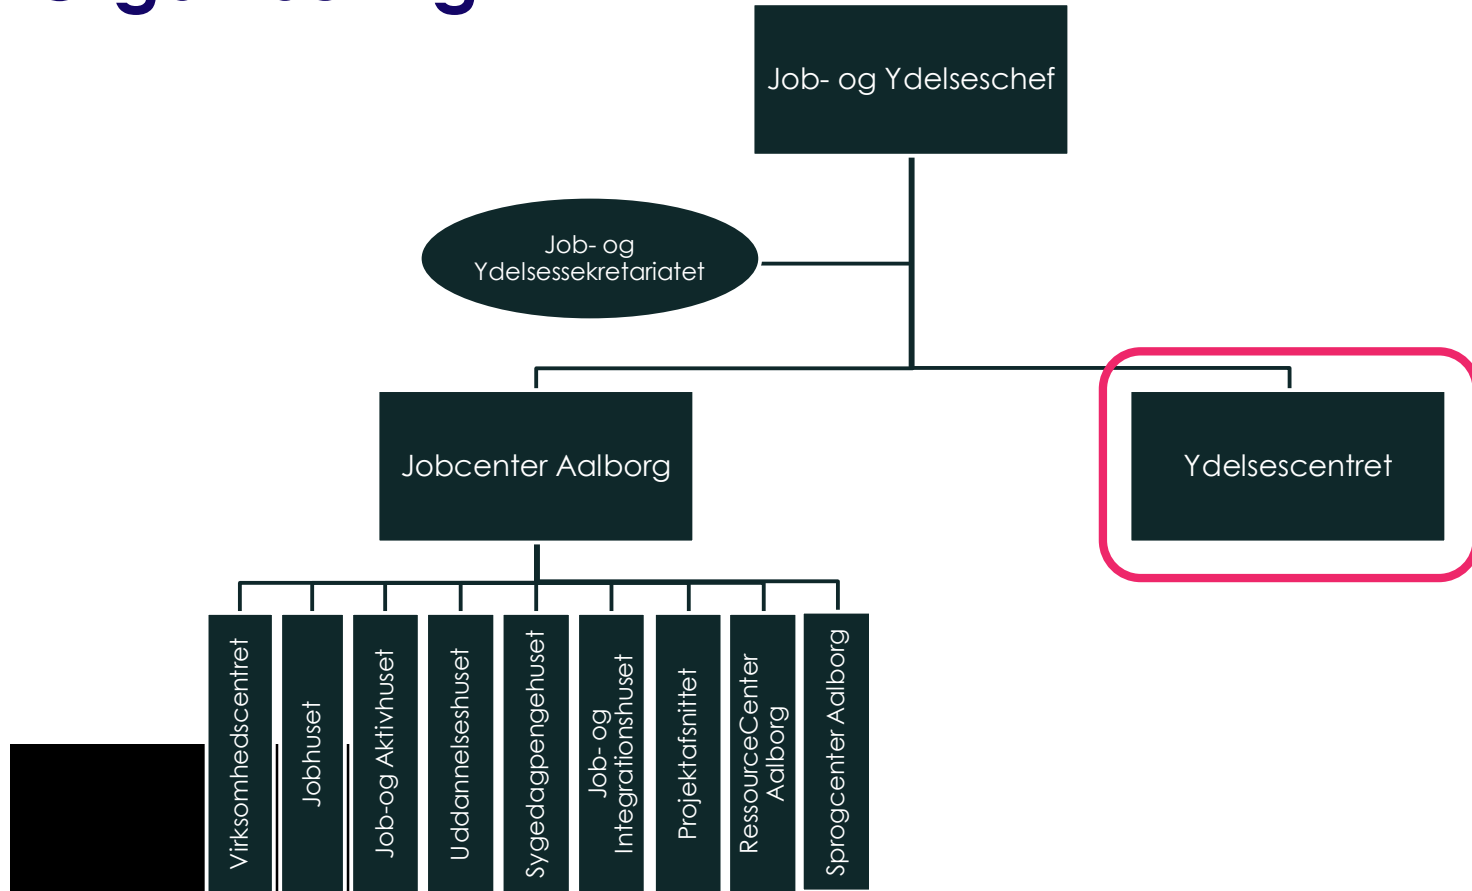 Organisering
Job- og Ydelseschef
Job- og
Ydelsessekretariatet
Jobcenter Aalborg
Ydelsescentret
Virksomhedscentret
Jobhuset
Job-og Aktivhuset
Uddannelseshuset
Sygedagpengehuset
Job- og
Integrationshuset
Projektafsnittet
RessourceCenter
Aalborg
Sprogcenter Aalborg